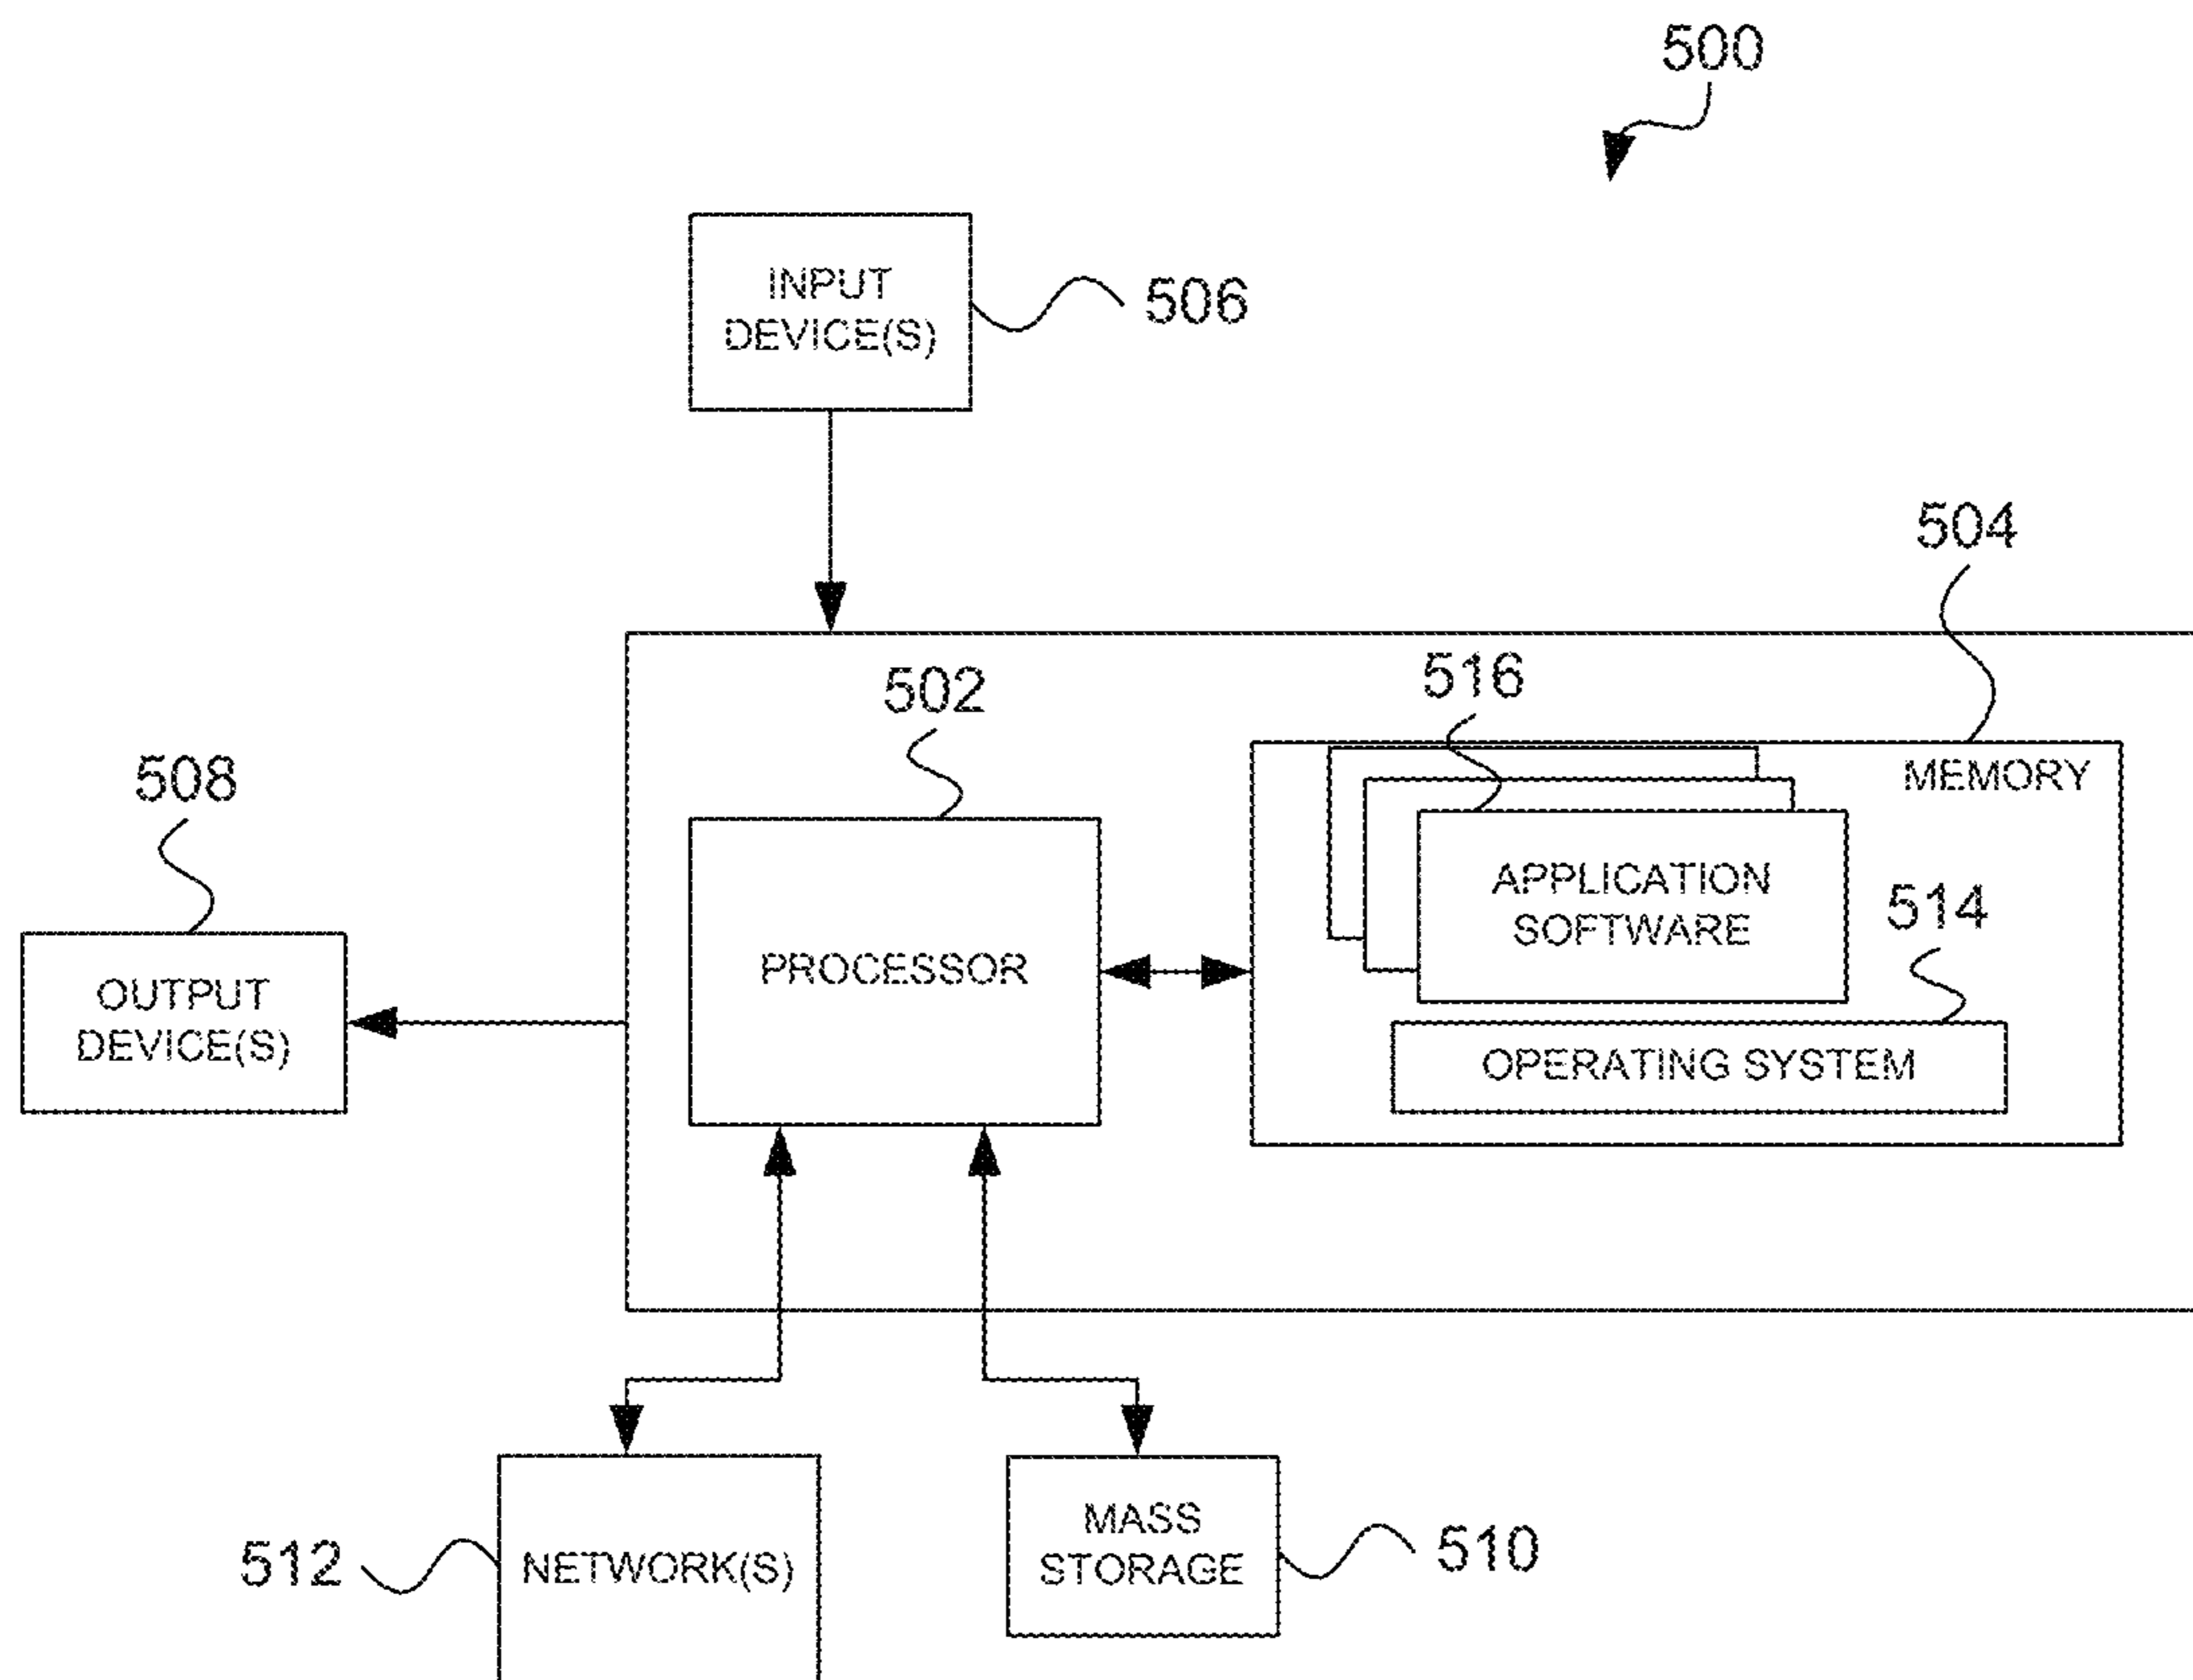 500
INPUT
DEVICE(S)
506
504
516
502
MEMORY
508
APPLICATION
SOFTWARE
514
PROCESSOR
OUTPUT
DEVICE(S)
OPERATING SYSTEM
MASS
STORAGE
510
512
NETWORK(S)